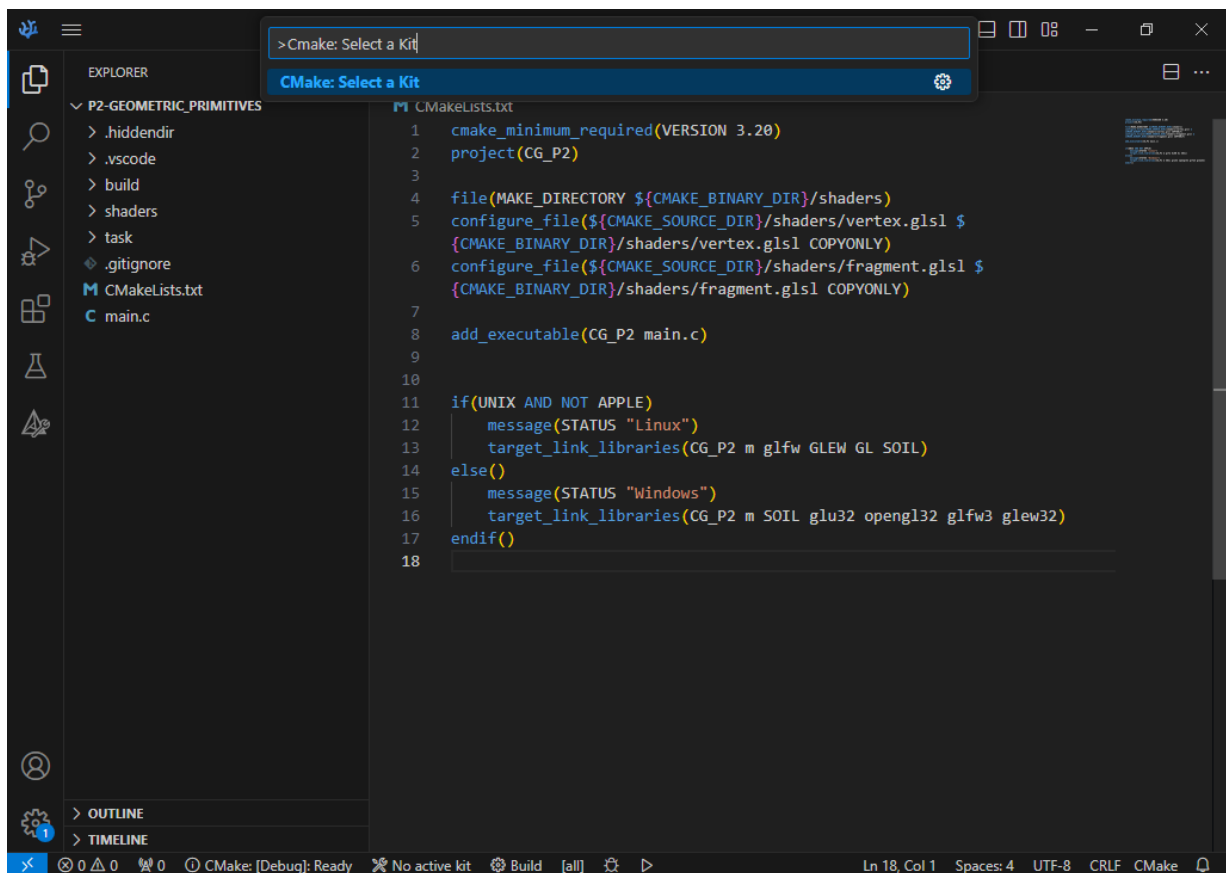 >Cmake: Select a Kit
CMake: Select a Kit
EXPLORER
P2-GEOMETRIC_PRIMITIVES
.hiddendir
.vscode
build
shaders
task
.gitignore
M CMakeLists.txt
C main.c
OUTLINE
TIMELINE
M CMakeLists.txt
1 cmake_minimum_required(VERSION 3.20)
2 project(CG_P2)
3
4 file(MAKE_DIRECTORY ${CMAKE_BINARY_DIR}/shaders)
5 configure_file(${CMAKE_SOURCE_DIR}/shaders/vertex.glsl $
{CMAKE_BINARY_DIR}/shaders/vertex.glsl COPYONLY)
6 configure_file(${CMAKE_SOURCE_DIR}/shaders/fragment.glsl $
{CMAKE_BINARY_DIR}/shaders/fragment.glsl COPYONLY)
7
8 add_executable(CG_P2 main.c)
9
10
11 if(UNIX AND NOT APPLE)
12 message(STATUS "Linux")
13 target_link_libraries(CG_P2 m glfw GLEW GL SOIL)
14 else()
15 message(STATUS "Windows")
16 target_link_libraries(CG_P2 m SOIL glu32 opengl32 glfw3 glew32)
17 endif()
18
1
0 0 0 CMake: [Debug]: Ready No active kit Build [all] Ln 18, Col 1 Spaces: 4 UTF-8 CRLF CMake